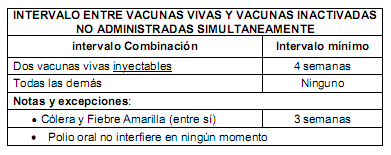 INTERVALO ENTRE VACUNAS VIVAS Y VACUNAS INACTIVADAS
NO ADMINISTRADAS SIMULTANEAMENTE
intervalo Combinación Intervalo mínimo
Dos vacunas vivas inyectables 4 semanas
Todas las demás Ninguno
Notas y excepciones:
• Cólera y Fiebre Amarilla (entre sí) 3 semanas
• Polio oral no interfiere en ningún momento